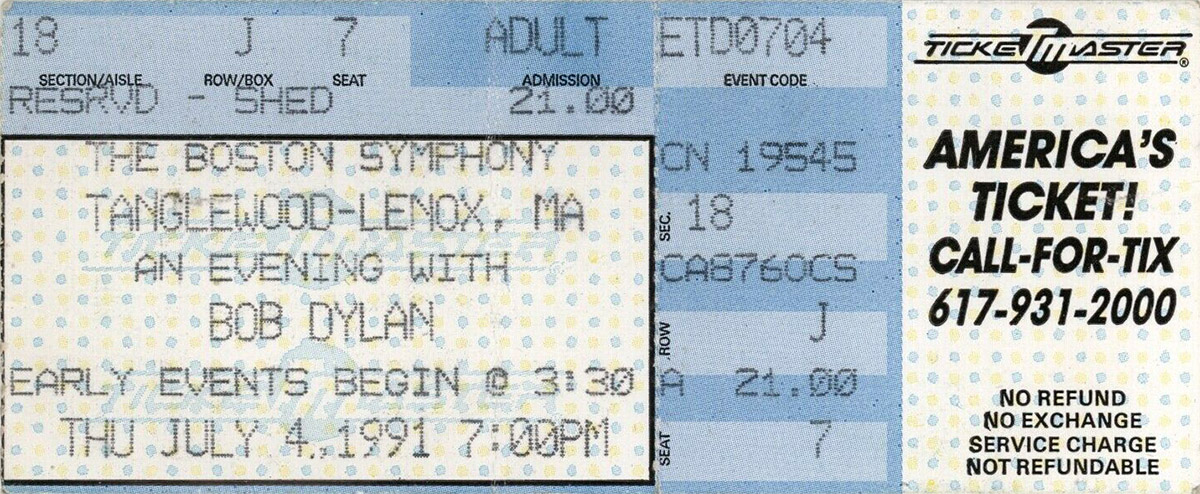 18 J 7 ADULT
SECTION/AISLE ROW/BOX SEAT ADMISSION
RESRVD - SHED 21.00
THE BOSTON SYMPHONY
TANGLEWOOD-LENOX, MA
AN EVENING WITH
BOB DYLAN
EARLY EVENTS BEGIN @ 3:30
THU JULY 4,1991 7:00PM
ETD0704
EVENT CODE
CN 19545
SEC. 18
CA8760CS
ROW J
A 21.00
SEAT 7
TICKETMASTER®
AMERICA'S
TICKET!
CALL-FOR-TIX
617-931-2000
NO REFUND
NO EXCHANGE
SERVICE CHARGE
NOT REFUNDABLE
TICKETMASTER
TICKETMASTER